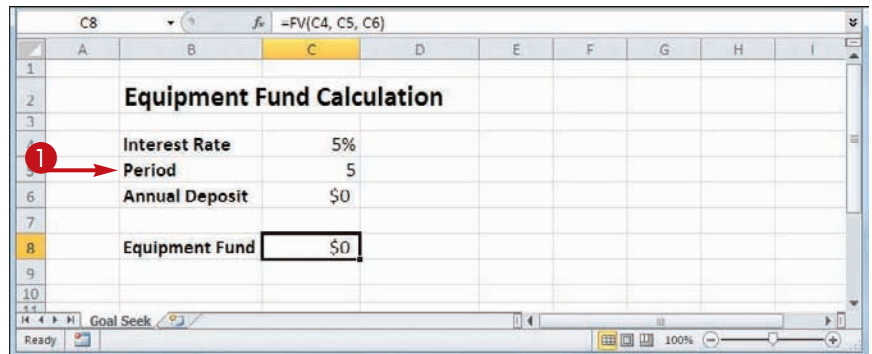 C8 fx =FV(C4, C5, C6)
A B C D E F G H I
1
2 Equipment Fund Calculation
3
Interest Rate 5%
1
Period 5
6 Annual Deposit $0
7
8 Equipment Fund $0
9
10
Goal Seek
Ready 100%